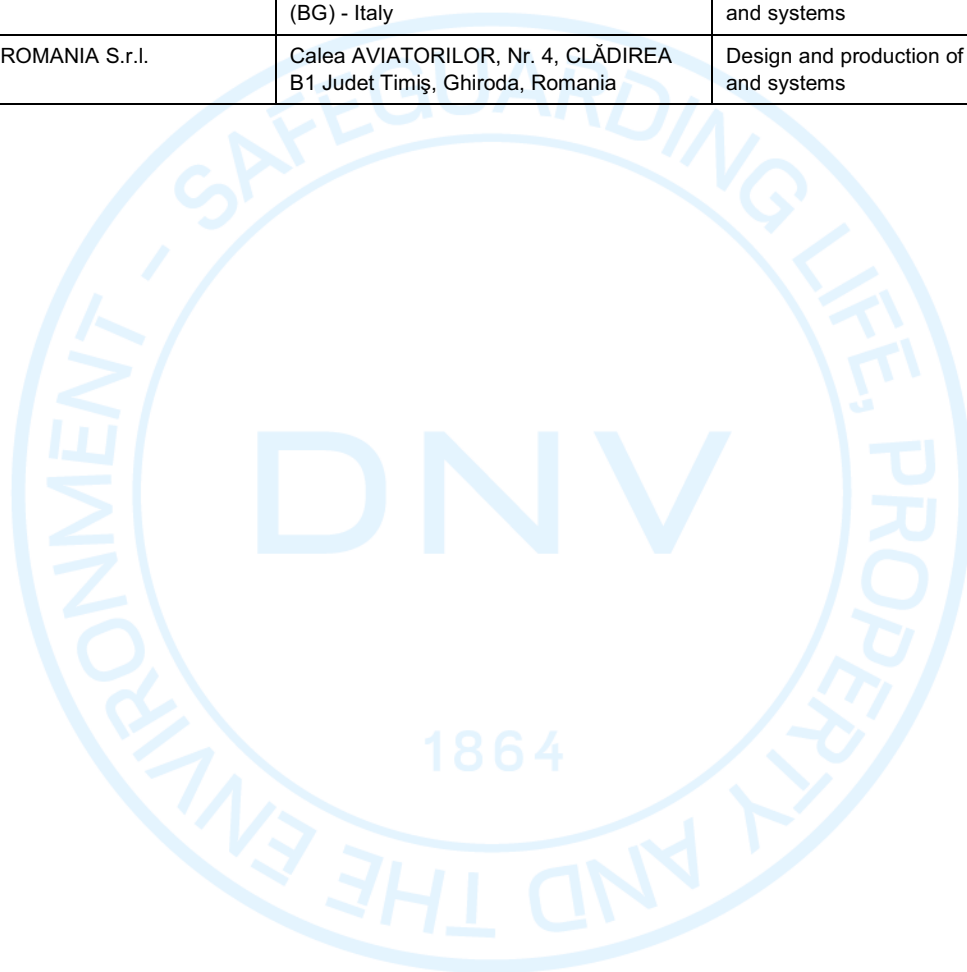 (BG) - Italy
and systems
ROMANIA S.r.l.
Calea AVIATORILOR, Nr. 4, CLĂDIREA
B1 Judet Timiş, Ghiroda, Romania
Design and production of
and systems
SAFEGUARDING LIFE, PROPERTY AND THE ENVIRONMENT -
DNV
1864